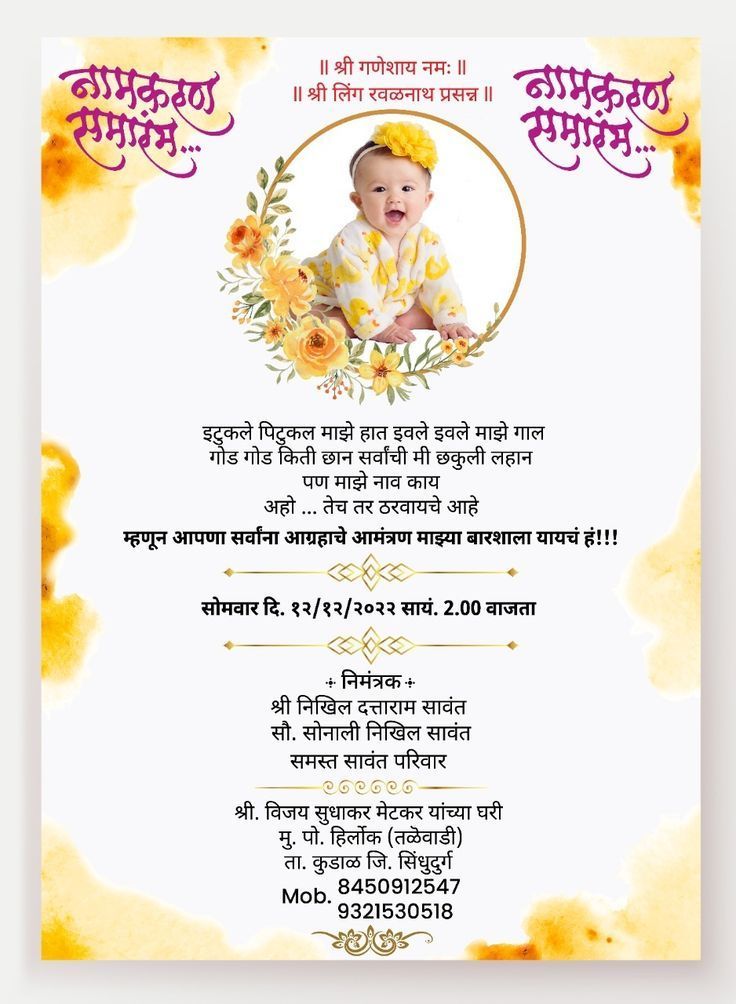 नामकरण
समारंभ...
॥ श्री गणेशाय नमः ॥
॥ श्री लिंग रवळनाथ प्रसन्न ॥
नामकरण
समारंभ...
इटुकले पिटुकल माझे हात इवले इवले माझे गाल
गोड गोड किती छान सर्वांची मी छकुली लहान
पण माझे नाव काय
अहो ... तेच तर ठरवायचे आहे
म्हणून आपणा सर्वांना आग्रहाचे आमंत्रण माझ्या बारशाला यायचं हं!!!
सोमवार दि. १२/१२/२०२२ सायं. 2.00 वाजता
निमंत्रक
श्री निखिल दत्ताराम सावंत
सौ. सोनाली निखिल सावंत
समस्त सावंत परिवार
श्री. विजय सुधाकर मेटकर यांच्या घरी
मु. पो. हिर्लोक (तळेवाडी)
ता. कुडाळ जि. सिंधुदुर्ग
Mob. 8450912547
9321530518